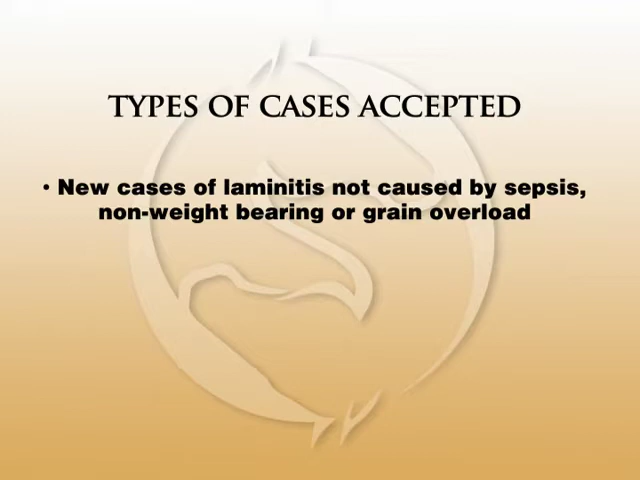 TYPES OF CASES ACCEPTED
• New cases of laminitis not caused by sepsis,
non-weight bearing or grain overload